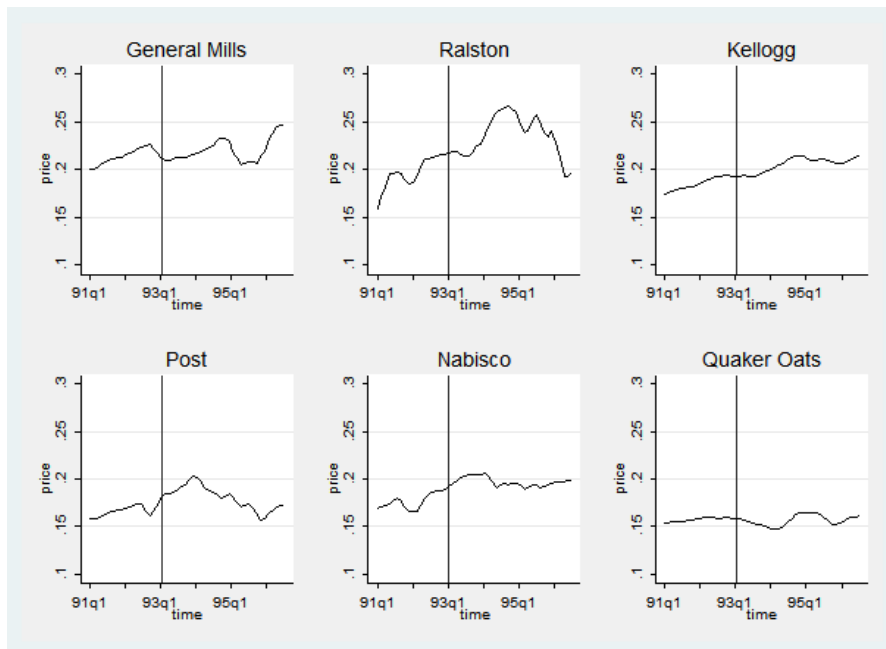 General Mills
.3
.25
.2
.15
.1
price
91q1 93q1 95q1
time
Ralston
.3
.25
.2
.15
.1
price
91q1 93q1 95q1
time
Kellogg
.3
.25
.2
.15
.1
price
91q1 93q1 95q1
time
Post
.3
.25
.2
.15
.1
price
91q1 93q1 95q1
time
Nabisco
.3
.25
.2
.15
.1
price
91q1 93q1 95q1
time
Quaker Oats
.3
.25
.2
.15
.1
price
91q1 93q1 95q1
time